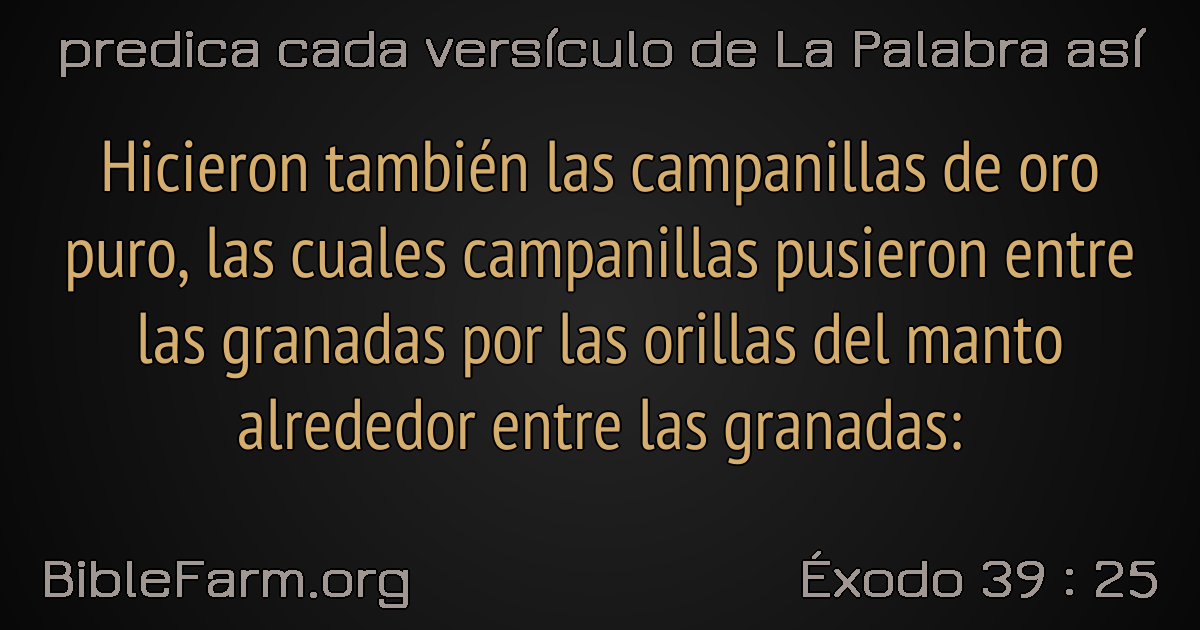 predica cada versículo de La Palabra así
Hicieron también las campanillas de oro
puro, las cuales campanillas pusieron entre
las granadas por las orillas del manto
alrededor entre las granadas:
BibleFarm.org
Éxodo 39 : 25